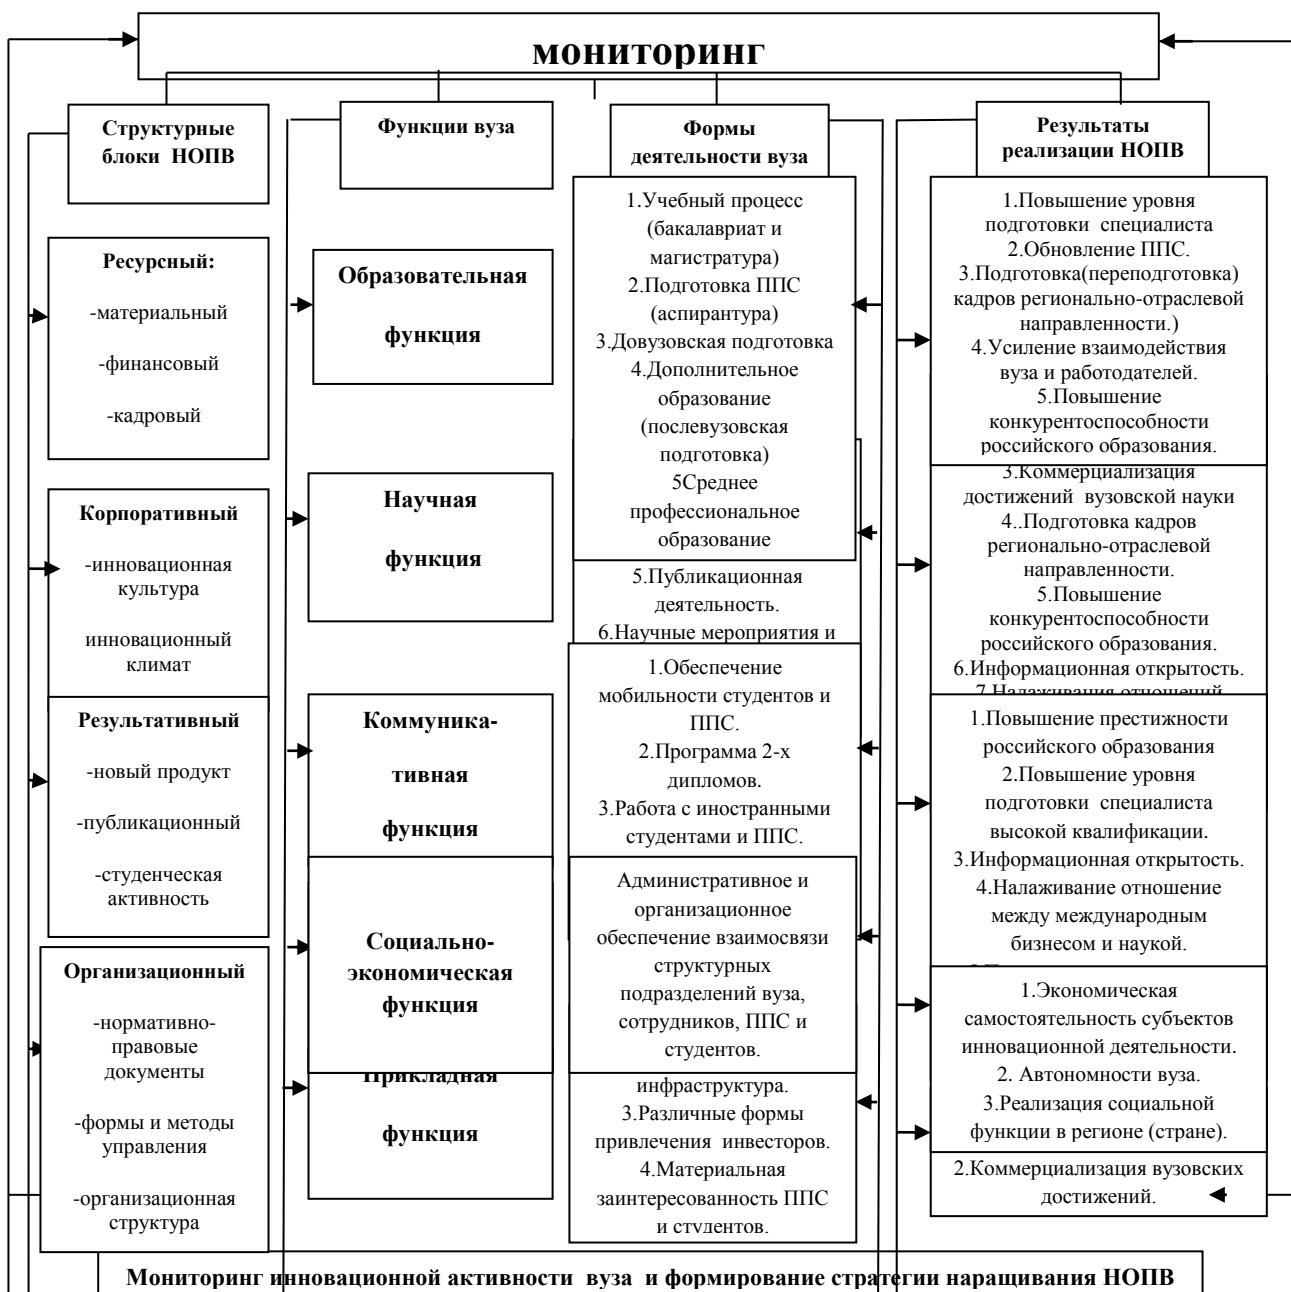 мониторинг
Структурные
блоки НОПВ
Ресурсный:
-материальный
-финансовый
-кадровый
Корпоративный
-инновационная
культура
инновационный
климат
Результативный
-новый продукт
-публикационный
-студенческая
активность
Организационный
-нормативно-
правовые
документы
-формы и методы
управления
-организационная
структура
Функции вуза
Образовательная
функция
Научная
функция
Коммуника-
тивная
функция
Социально-
экономическая
функция
Прикладная
функция
Формы
деятельности вуза
1.Учебный процесс
(бакалавриат и
магистратура)
2.Подготовка ППС
(аспирантура)
3.Довузовская подготовка
4.Дополнительное
образование
(послевузовская
подготовка)
5Среднее
профессиональное
образование
5.Публикационная
деятельность.
6.Научные мероприятия и
1.Обеспечение
мобильности студентов и
ППС.
2.Программа 2-х
дипломов.
3.Работа с иностранными
студентами и ППС.
Административное и
организационное
обеспечение взаимосвязи
структурных
подразделений вуза,
сотрудников, ППС и
студентов.
инфраструктура.
3.Различные формы
привлечения инвесторов.
4.Материальная
заинтересованность ППС
и студентов.
Результаты
реализации НОПВ
1.Повышение уровня
подготовки специалиста
2.Обновление ППС.
3.Подготовка(переподготовка)
кадров регионально-отраслевой
направленности.)
4.Усиление взаимодействия
вуза и работодателей.
5.Повышение
конкурентоспособности
российского образования.
3.Коммерциализация
достижений вузовской науки
4..Подготовка кадров
регионально-отраслевой
направленности.
5.Повышение
конкурентоспособности
российского образования.
6.Информационная открытость.
7.Налаживания отношений
1.Повышение престижности
российского образования
2.Повышение уровня
подготовки специалиста
высокой квалификации.
3.Информационная открытость.
4.Налаживание отношение
между международным
бизнесом и наукой.
1.Экономическая
самостоятельность субъектов
инновационной деятельности.
2. Автономности вуза.
3.Реализация социальной
функции в регионе (стране).
2.Коммерциализация вузовских
достижений.
Мониторинг инновационной активности вуза и формирование стратегии наращивания НОПВ